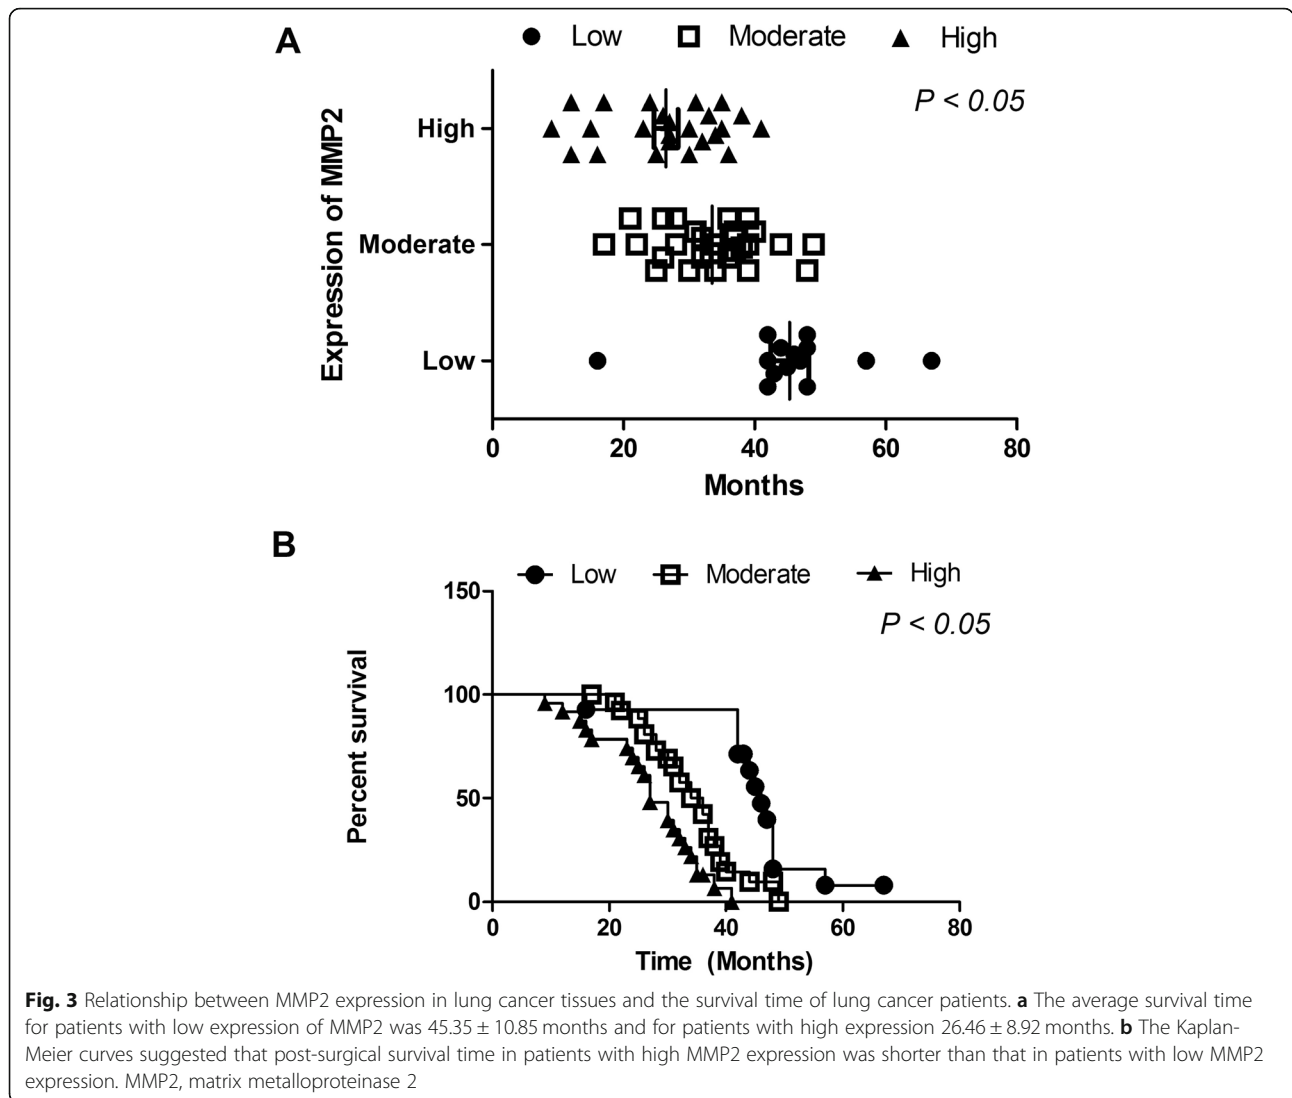 A
Low Moderate High
P < 0.05
Expression of MMP2
High
Moderate
Low
0 20 40 60 80
Months
B
Low Moderate High
P < 0.05
Percent survival
150
100
50
0
0 20 40 60 80
Time (Months)
Fig. 3 Relationship between MMP2 expression in lung cancer tissues and the survival time of lung cancer patients. a The average survival time
for patients with low expression of MMP2 was 45.35 ± 10.85 months and for patients with high expression 26.46 ± 8.92 months. b The Kaplan-
Meier curves suggested that post-surgical survival time in patients with high MMP2 expression was shorter than that in patients with low MMP2
expression. MMP2, matrix metalloproteinase 2